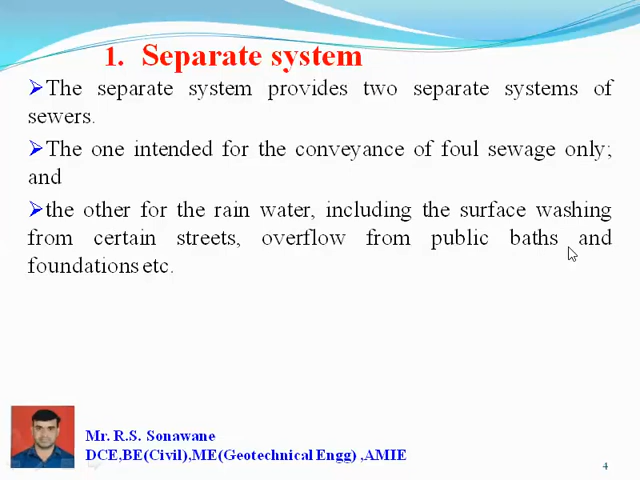 1. Separate system
➢The separate system provides two separate systems of
sewers.
➢The one intended for the conveyance of foul sewage only;
and
➢the other for the rain water, including the surface washing
from certain streets, overflow from public baths and
foundations etc.
Mr. R.S. Sonawane
DCE,BE(Civil),ME(Geotechnical Engg) ,AMIE
4